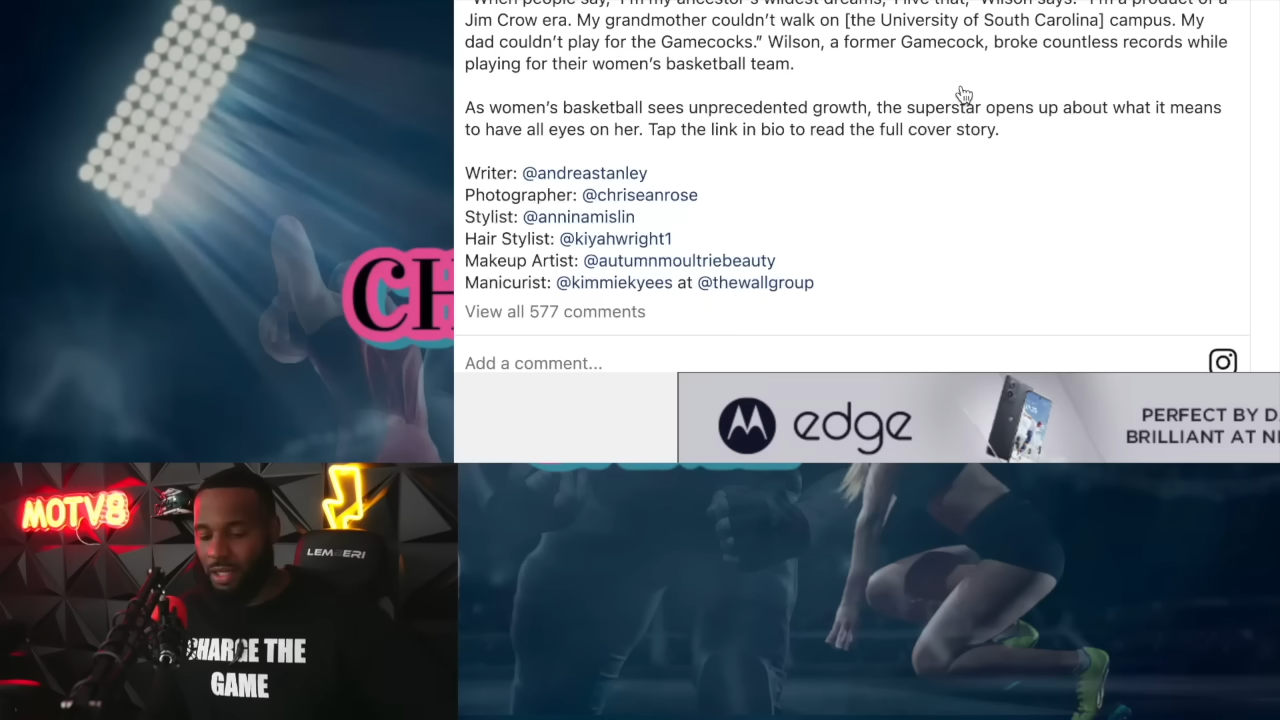 "When people say, 'I'm my ancestor's wildest dreams,' I live that," Wilson says. "I'm a product of a
Jim Crow era. My grandmother couldn't walk on [the University of South Carolina] campus. My
dad couldn't play for the Gamecocks." Wilson, a former Gamecock, broke countless records while
playing for their women's basketball team.
As women's basketball sees unprecedented growth, the superstar opens up about what it means
to have all eyes on her. Tap the link in bio to read the full cover story.
Writer: @andreastanley
Photographer: @chriseanrose
Stylist: @anninamislin
Hair Stylist: @kiyahwright1
Makeup Artist: @autumnmoultriebeauty
Manicurist: @kimmiekyees at @thewallgroup
View all 577 comments
Add a comment...
CH
edge
PERFECT BY D
BRILLIANT AT
MOTV8
LEMBERI
CHARGE THE
GAME